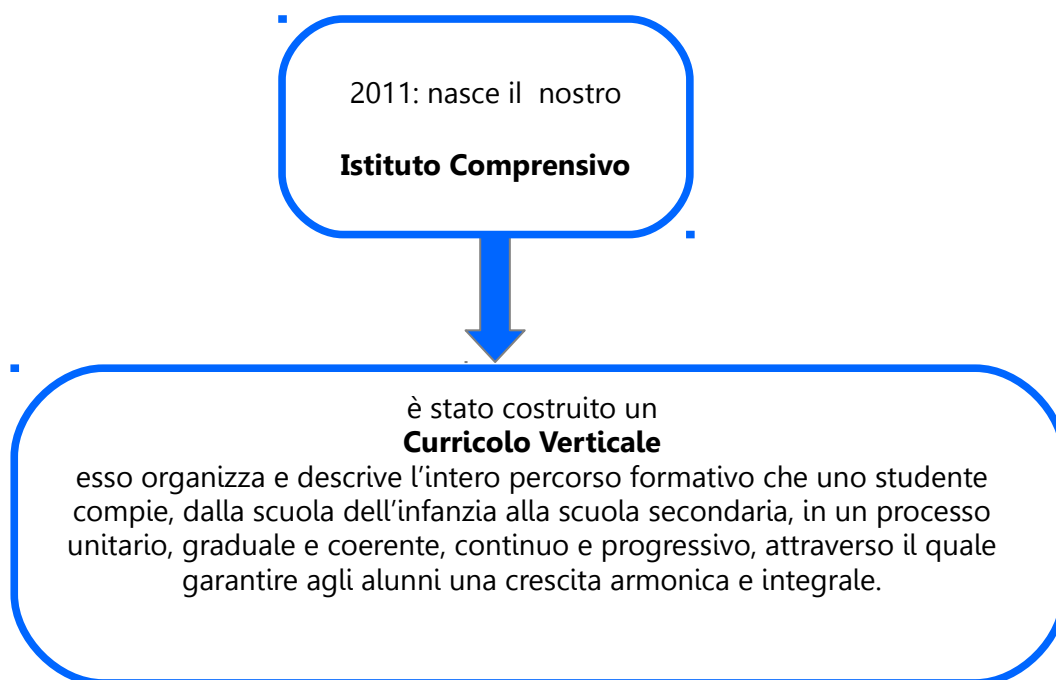 2011: nasce il  nostro
Istituto Comprensivo
è stato costruito un
Curricolo Verticale
esso organizza e descrive l’intero percorso formativo che uno studente
compie, dalla scuola dell’infanzia alla scuola secondaria, in un processo
unitario, graduale e coerente, continuo e progressivo, attraverso il quale
garantire agli alunni una crescita armonica e integrale.